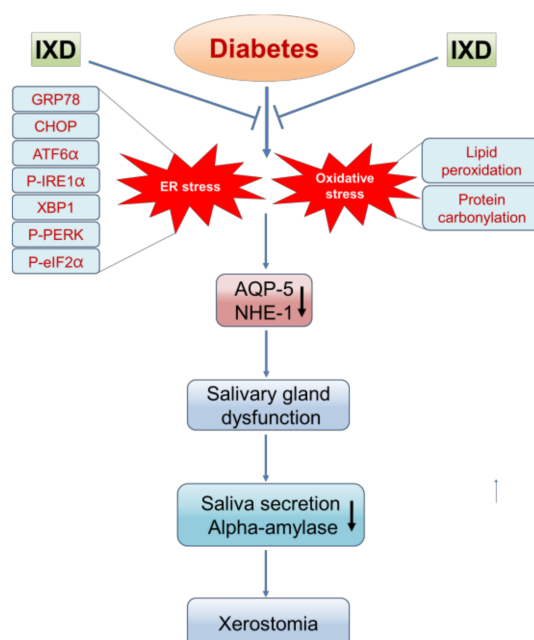 IXD
Diabetes
IXD
GRP78
CHOP
ATF6α
P-IRE1α
XBP1
P-PERK
P-eIF2α
ER stress
Oxidative
stress
Lipid
peroxidation
Protein
carbonylation
AQP-5
NHE-1
Salivary gland
dysfunction
Saliva secretion
Alpha-amylase
Xerostomia